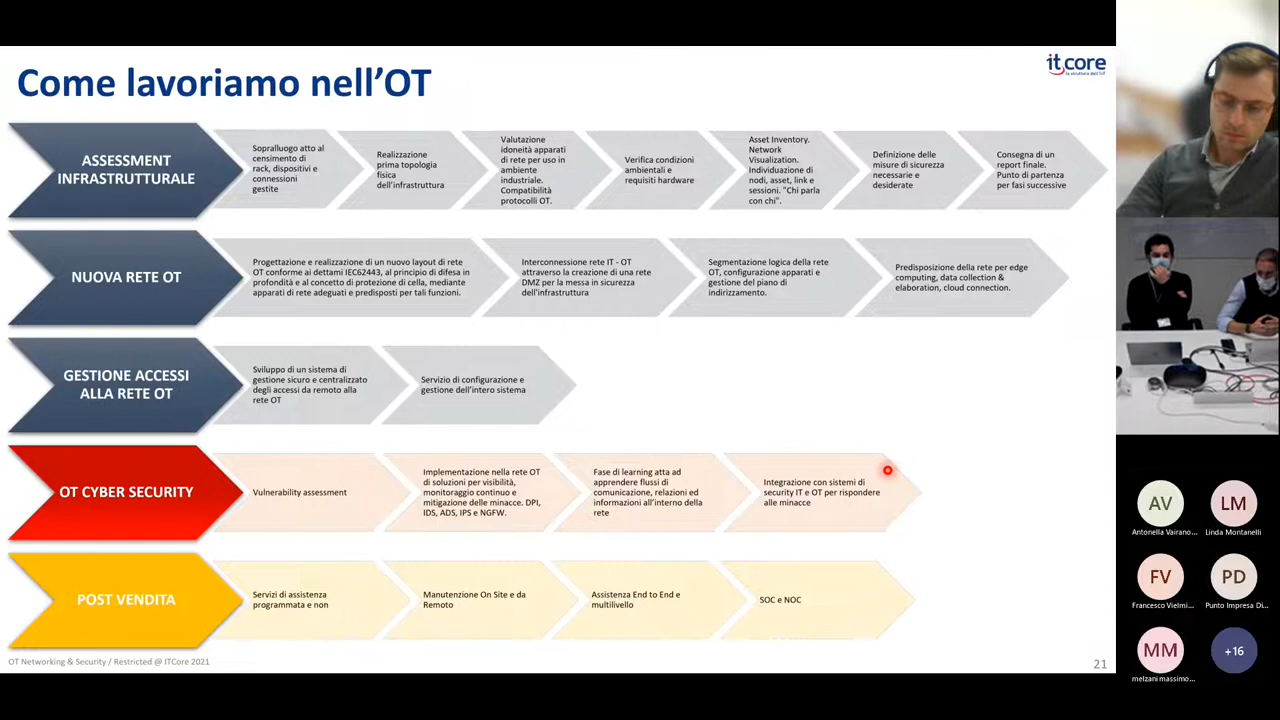 Come lavoriamo nell'OT
it core
la struttura dell'IT
ASSESSMENT
INFRASTRUTTURALE
Sopralluogo atto al
censimento di
rack, dispositivi e
connessioni
gestite
Realizzazione
prima topologia
fisica
dell'infrastruttura
Valutazione
idoneità apparati
di rete per uso in
ambiente
industriale.
Compatibilità
protocolli OT.
Verifica condizioni
ambientali e
requisiti hardware
Asset Inventory.
Network
Visualization.
Individuazione di
nodi, asset, link e
sessioni. "Chi parla
con chi".
Definizione delle
misure di sicurezza
necessarie e
desiderate
Consegna di un
report finale.
Punto di partenza
per fasi successive
NUOVA RETE OT
Progettazione e realizzazione di un nuovo layout di rete
OT conforme ai dettami IEC62443, al principio di difesa in
profondità e al concetto di protezione di cella, mediante
apparati di rete adeguati e predisposti per tali funzioni.
Interconnessione rete IT - OT
attraverso la creazione di una rete
DMZ per la messa in sicurezza
dell'infrastruttura
Segmentazione logica della rete
OT, configurazione apparati e
gestione del piano di
indirizzamento.
Predisposizione della rete per edge
computing, data collection &
elaboration, cloud connection.
GESTIONE ACCESSI
ALLA RETE OT
Sviluppo di un sistema di
gestione sicuro e centralizzato
degli accessi da remoto alla
rete OT
Servizio di configurazione e
gestione dell'intero sistema
OT CYBER SECURITY
Vulnerability assessment
Implementazione nella rete OT
di soluzioni per visibilità,
monitoraggio continuo e
mitigazione delle minacce. DPI,
IDS, ADS, IPS e NGFW.
Fase di learning atta ad
apprendere flussi di
comunicazione, relazioni ed
informazioni all'interno della
rete
Integrazione con sistemi di
security IT e OT per rispondere
alle minacce
POST VENDITA
Servizi di assistenza
programmata e non
Manutenzione On Site e da
Remoto
Assistenza End to End e
multilivello
SOC e NOC
OT Networking & Security / Restricted @ ITCore 2021
21
AV
Antonella Vairano...
LM
Linda Montanelli
FV
Francesco Vielmi...
PD
Punto Impresa Di...
MM
melzani massimo...
+16